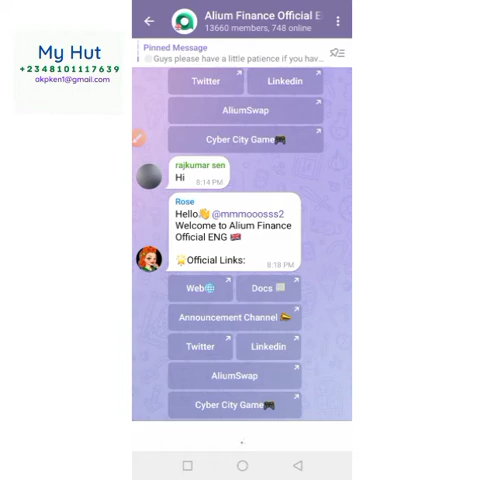 My Hut
+2348101117639
akpken1@gmail.com
Alium Finance Official E
13660 members, 748 online
Pinned Message
Guys please have a little patience if you hav...
Twitter
Linkedin
AliumSwap
Cyber City Game🎮
rajkumar sen
Hi
8:14 PM
Rose
Hello👋 @mmmooosss2
Welcome to Alium Finance
Official ENG 🇬🇧
🌟Official Links:
8:18 PM
Web🌐
Docs
Announcement Channel
Twitter
Linkedin
AliumSwap
Cyber City Game🎮